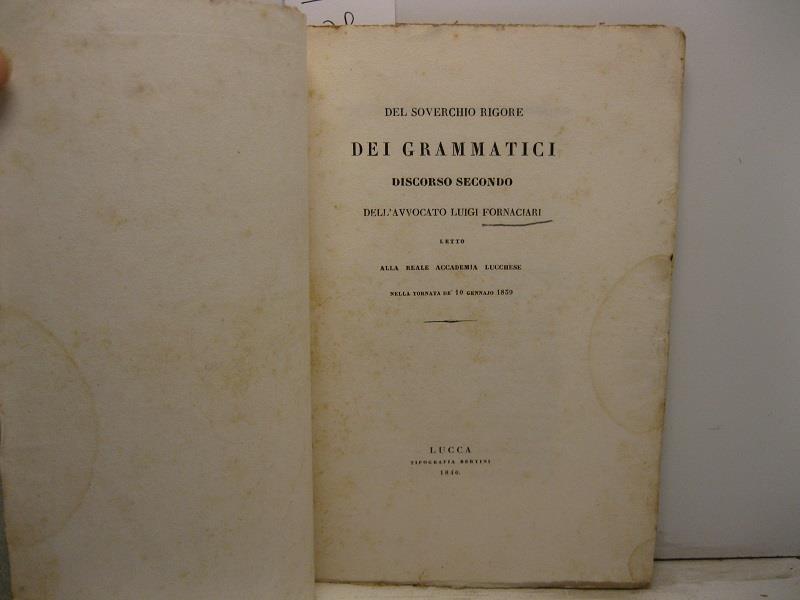 DEL SOVERCHIO RIGORE
DEI GRAMMATICI
DISCORSO SECONDO
DELL'AVVOCATO LUIGI FORNACIARI
LETTO
ALLA REALE ACCADEMIA LUCCHESE
NELLA TORNATA DE' 10 GENNAJO 1839
LUCCA
TIPOGRAFIA BERTINI
1840.